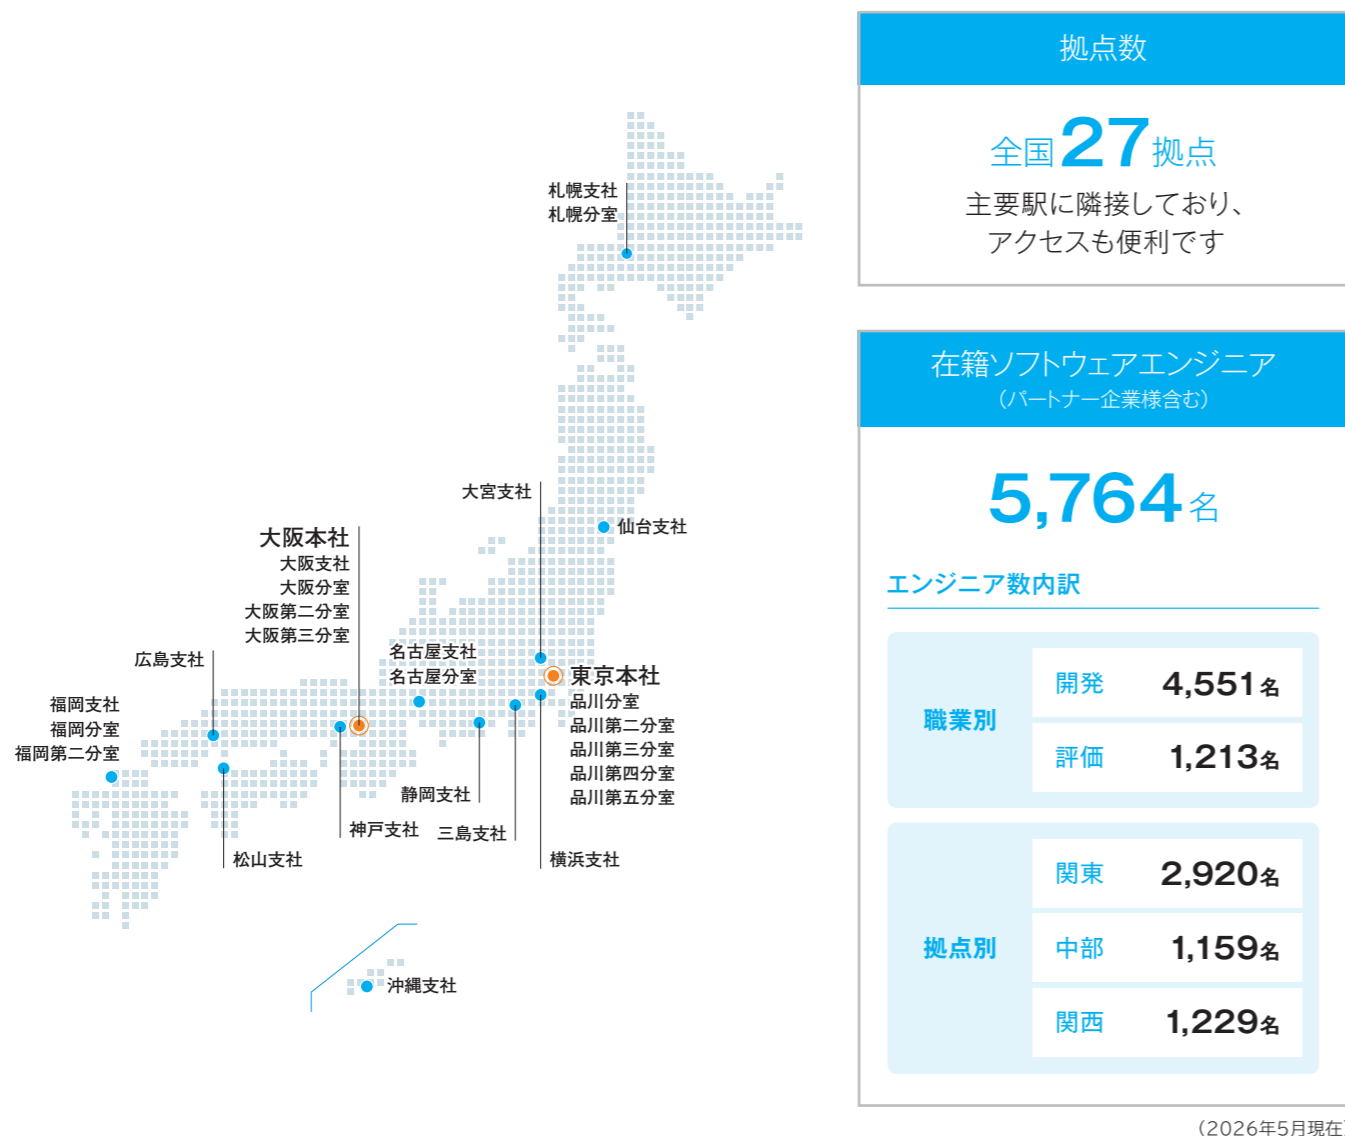 拠点数
全国27拠点
主要駅に隣接しており、
アクセスも便利です
札幌支社
札幌分室
大宮支社
仙台支社
大阪本社
大阪支社
大阪分室
大阪第二分室
大阪第三分室
広島支社
名古屋支社
名古屋分室
東京本社
品川分室
品川第二分室
品川第三分室
品川第四分室
品川第五分室
福岡支社
福岡分室
福岡第二分室
静岡支社
神戸支社
三島支社
松山支社
横浜支社
沖縄支社
在籍ソフトウェアエンジニア
(パートナー企業様含む)
5,764名
エンジニア数内訳
職業別
開発 4,551名
評価 1,213名
拠点別
関東 2,920名
中部 1,159名
関西 1,229名
(2026年5月現在)